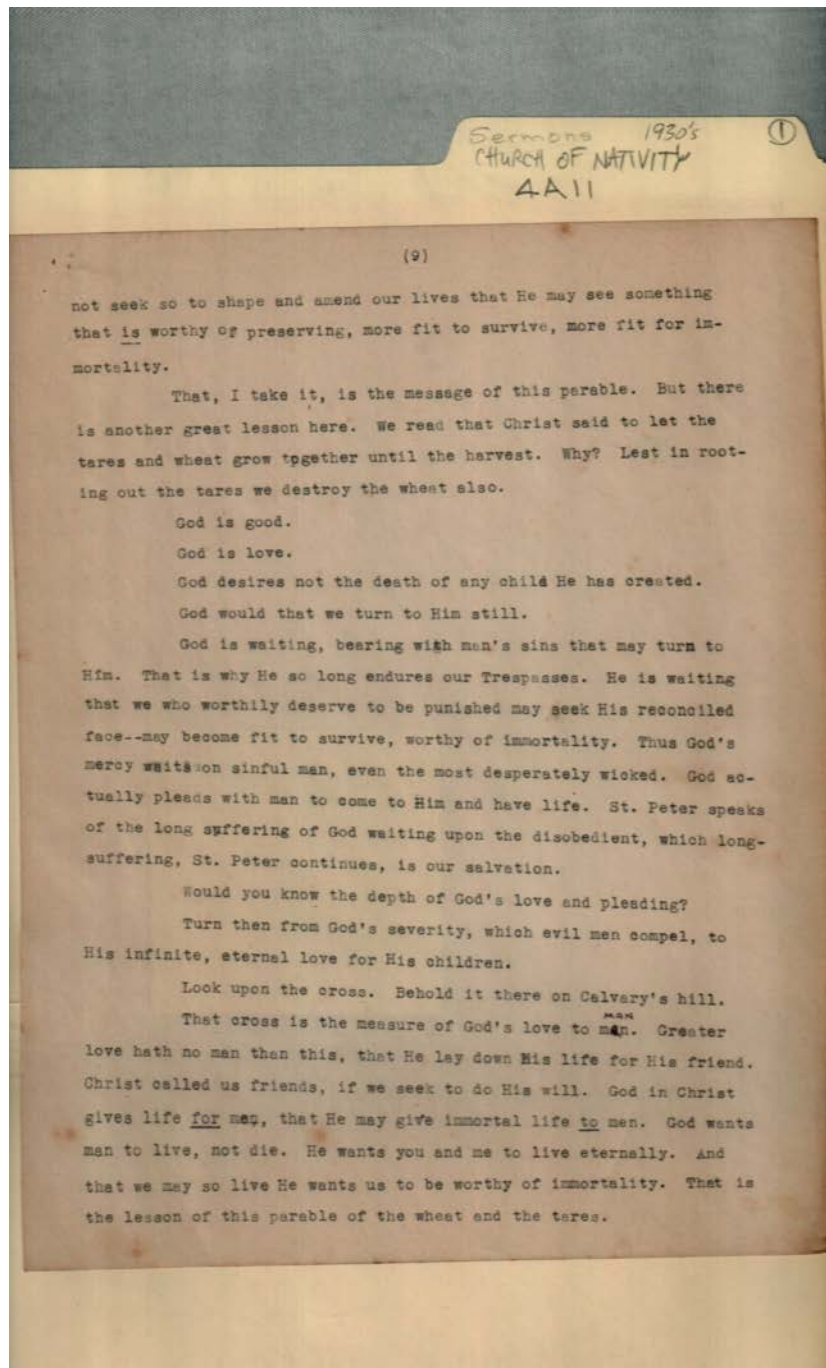 Sermons 1930's ①
CHURCH OF NATIVITY
4A11
(9)
not seek so to shape and amend our lives that He may see something
that is worthy of preserving, more fit to survive, more fit for im-
mortality.
That, I take it, is the message of this parable. But there
is another great lesson here. We read that Christ said to let the
tares and wheat grow together until the harvest. Why? Lest in root-
ing out the tares we destroy the wheat also.
God is good.
God is love.
God desires not the death of any child He has created.
God would that we turn to Him still.
God is waiting, bearing with man's sins that may turn to
Him. That is why He so long endures our Trespasses. He is waiting
that we who worthily deserve to be punished may seek His reconciled
face--may become fit to survive, worthy of immortality. Thus God's
mercy waits on sinful man, even the most desperately wicked. God ac-
tually pleads with man to come to Him and have life. St. Peter speaks
of the long suffering of God waiting upon the disobedient, which long-
suffering, St. Peter continues, is our salvation.
Would you know the depth of God's love and pleading?
Turn then from God's severity, which evil men compel, to
His infinite, eternal love for His children.
Look upon the cross. Behold it there on Calvary's hill.
MAN
That cross is the measure of God's love to man. Greater
love hath no man than this, that He lay down His life for His friend.
Christ called us friends, if we seek to do His will. God in Christ
gives life for men, that He may give immortal life to men. God wants
man to live, not die. He wants you and me to live eternally. And
that we may so live He wants us to be worthy of immortality. That is
the lesson of this parable of the wheat and the tares.